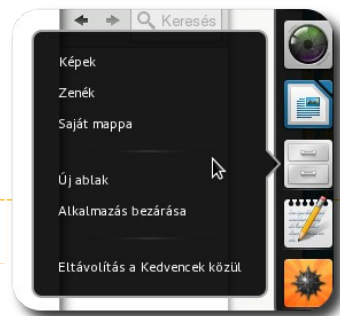 Keresés
Képek
Zenék
Saját mappa
Új ablak
Alkalmazás bezárása
Eltávolítás a Kedvencek közül